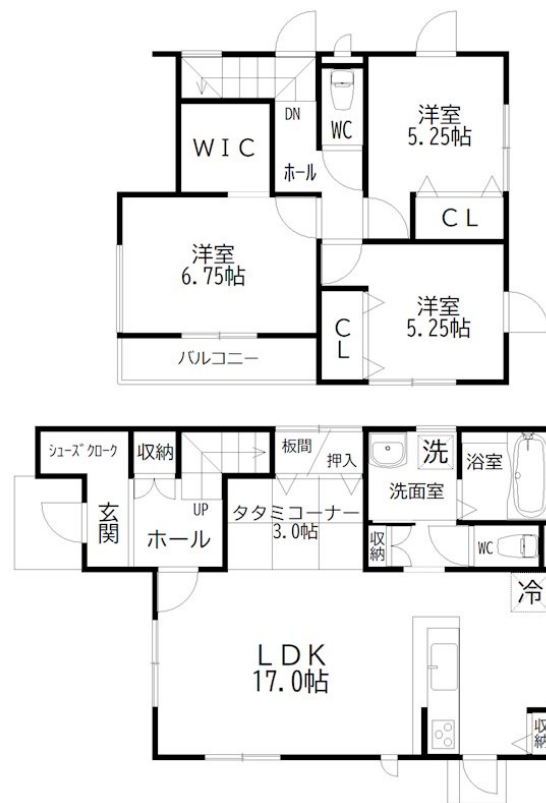 DN
WC
洋室
5.25帖
WIC
ホール
CL
洋室
6.75帖
洋室
5.25帖
CL
バルコニー
シューズクローク
収納
板間
押入
洗
浴室
洗面室
玄関
UP
ホール
タタミコーナー
3.0帖
収納
WC
冷
LDK
17.0帖
収納